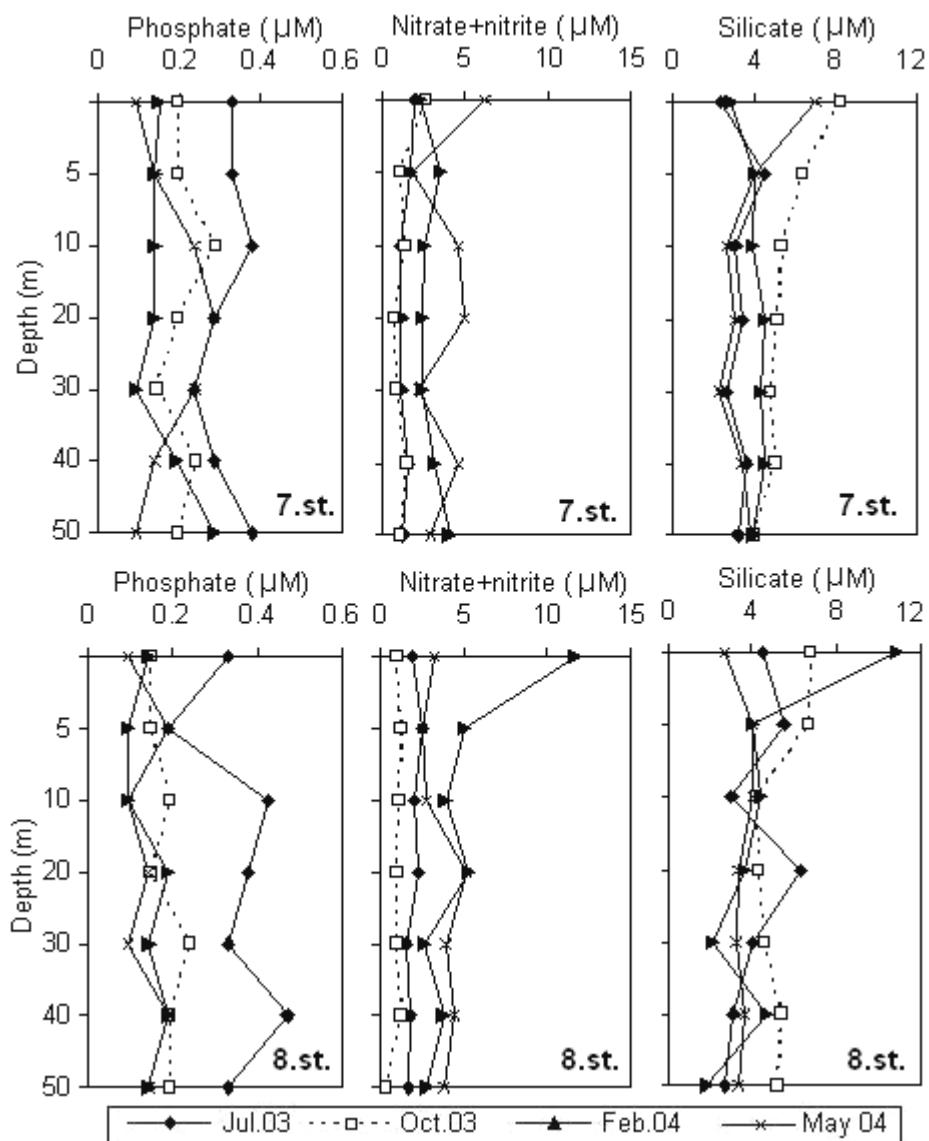 Phosphate ( µM) Nitrate+nitrite ( µM) Silicate ( µM)
0 0.2 0.4 0.6 0 5 10 15 0 4 8 12
Depth (m)
5
10
20
30
40
50
7.st. 7.st. 7.st.
Phosphate ( µM) Nitrate+nitrite ( µM) Silicate ( µM)
0 0.2 0.4 0.6 0 5 10 15 0 4 8 12
Depth (m)
5
10
20
30
40
50
8.st. 8.st. 8.st.
Jul.03 Oct.03 Feb.04 May 04